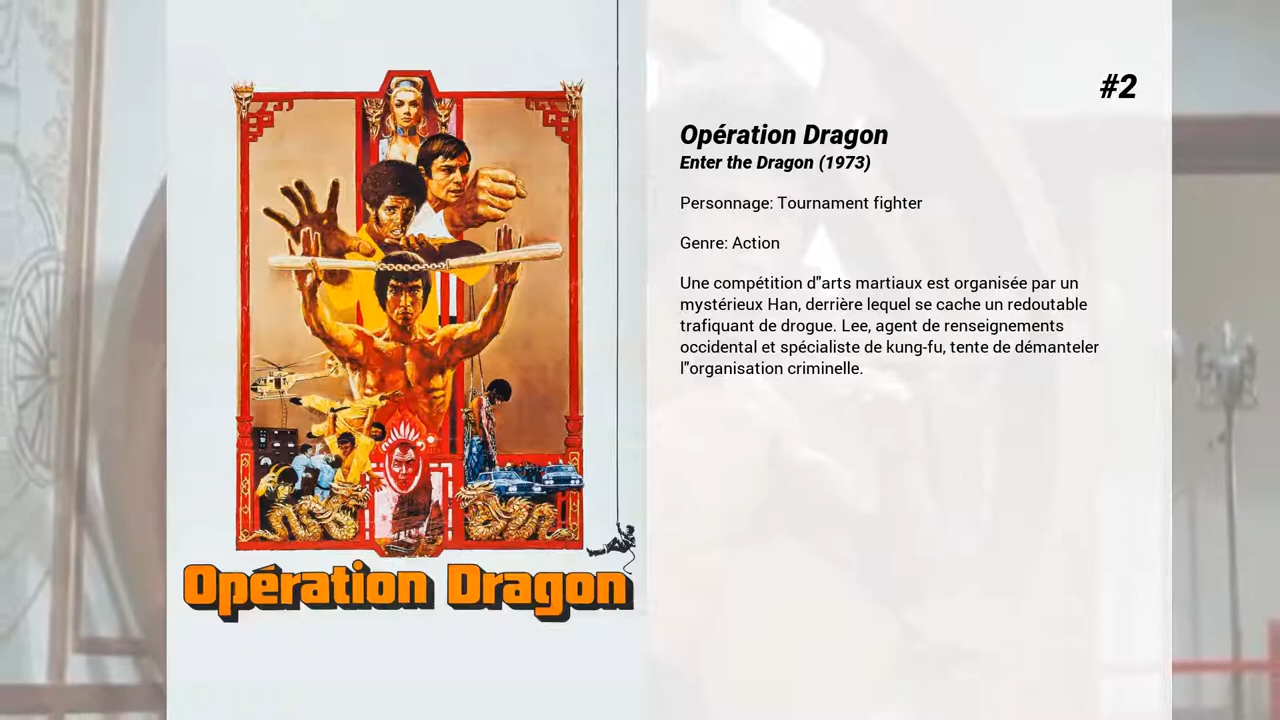 #2
Opération Dragon
Enter the Dragon (1973)
Personnage: Tournament fighter
Genre: Action
Une compétition d"arts martiaux est organisée par un
mystérieux Han, derrière lequel se cache un redoutable
trafiquant de drogue. Lee, agent de renseignements
occidental et spécialiste de kung-fu, tente de démanteler
l"organisation criminelle.
Opération Dragon